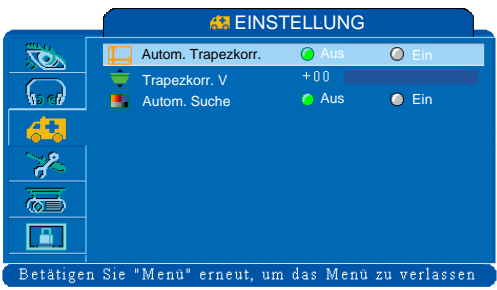 EINSTELLUNG
Autom. Trapezkorr. Aus Ein
Trapezkorr. V +00
Autom. Suche Aus Ein
Betätigen Sie "Menü" erneut, um das Menü zu verlassen